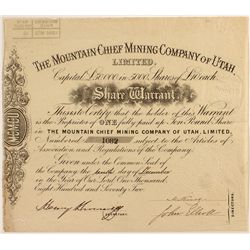 THE MOUNTAIN CHIEF MINING COMPANY OF UTAH,
LIMITED.
Capital £50000 in 5000 Shares of £10 each.
Share Warrant.
This is to Certify that the holder of this Warrant
is the Proprietor of ONE fully paid up Ten Pound Share
in THE MOUNTAIN CHIEF MINING COMPANY OF UTAH, LIMITED,
Numbered 1082 subject to the Articles of
Association, and Regulations of the Company.
Given under the Common Seal of
the Company, the tenth day of December
in the Year of Our Lord One Thousand
Eight Hundred and Seventy Two
DIRECTORS.